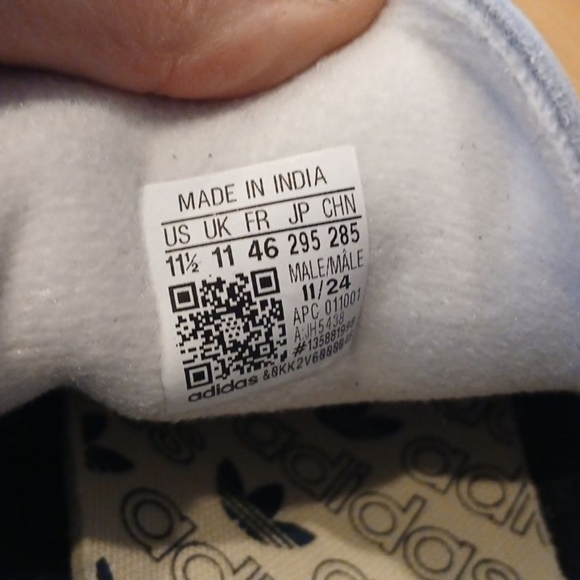 MADE IN INDIA
US UK FR JP CHN
11½ 11 46 295 285
MALE/MÂLE
11/24
APC 011001
adidas
adidas